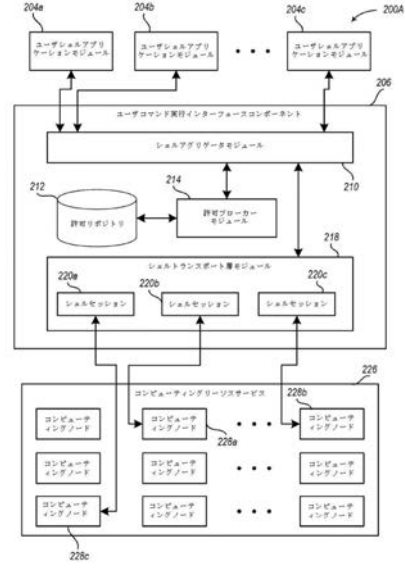 204a
204b
204c
200A
ユーザシェルアプリ
ケーションモジュール
ユーザシェルアプリ
ケーションモジュール
ユーザシェルアプリ
ケーションモジュール
206
ユーザコマンド実行インターフェースコンポーネント
シェルアグリゲータモジュール
210
212
214
許可リポジトリ
許可ブローカー
モジュール
218
シェルトランスポート層モジュール
220a
220b
220c
シェルセッション
シェルセッション
シェルセッション
226
コンピューティングリソースサービス
228b
コンピューテ
ィングノード
コンピューテ
ィングノード
コンピューテ
ィングノード
228a
コンピューテ
ィングノード
コンピューテ
ィングノード
コンピューテ
ィングノード
コンピューテ
ィングノード
コンピューテ
ィングノード
コンピューテ
ィングノード
228c